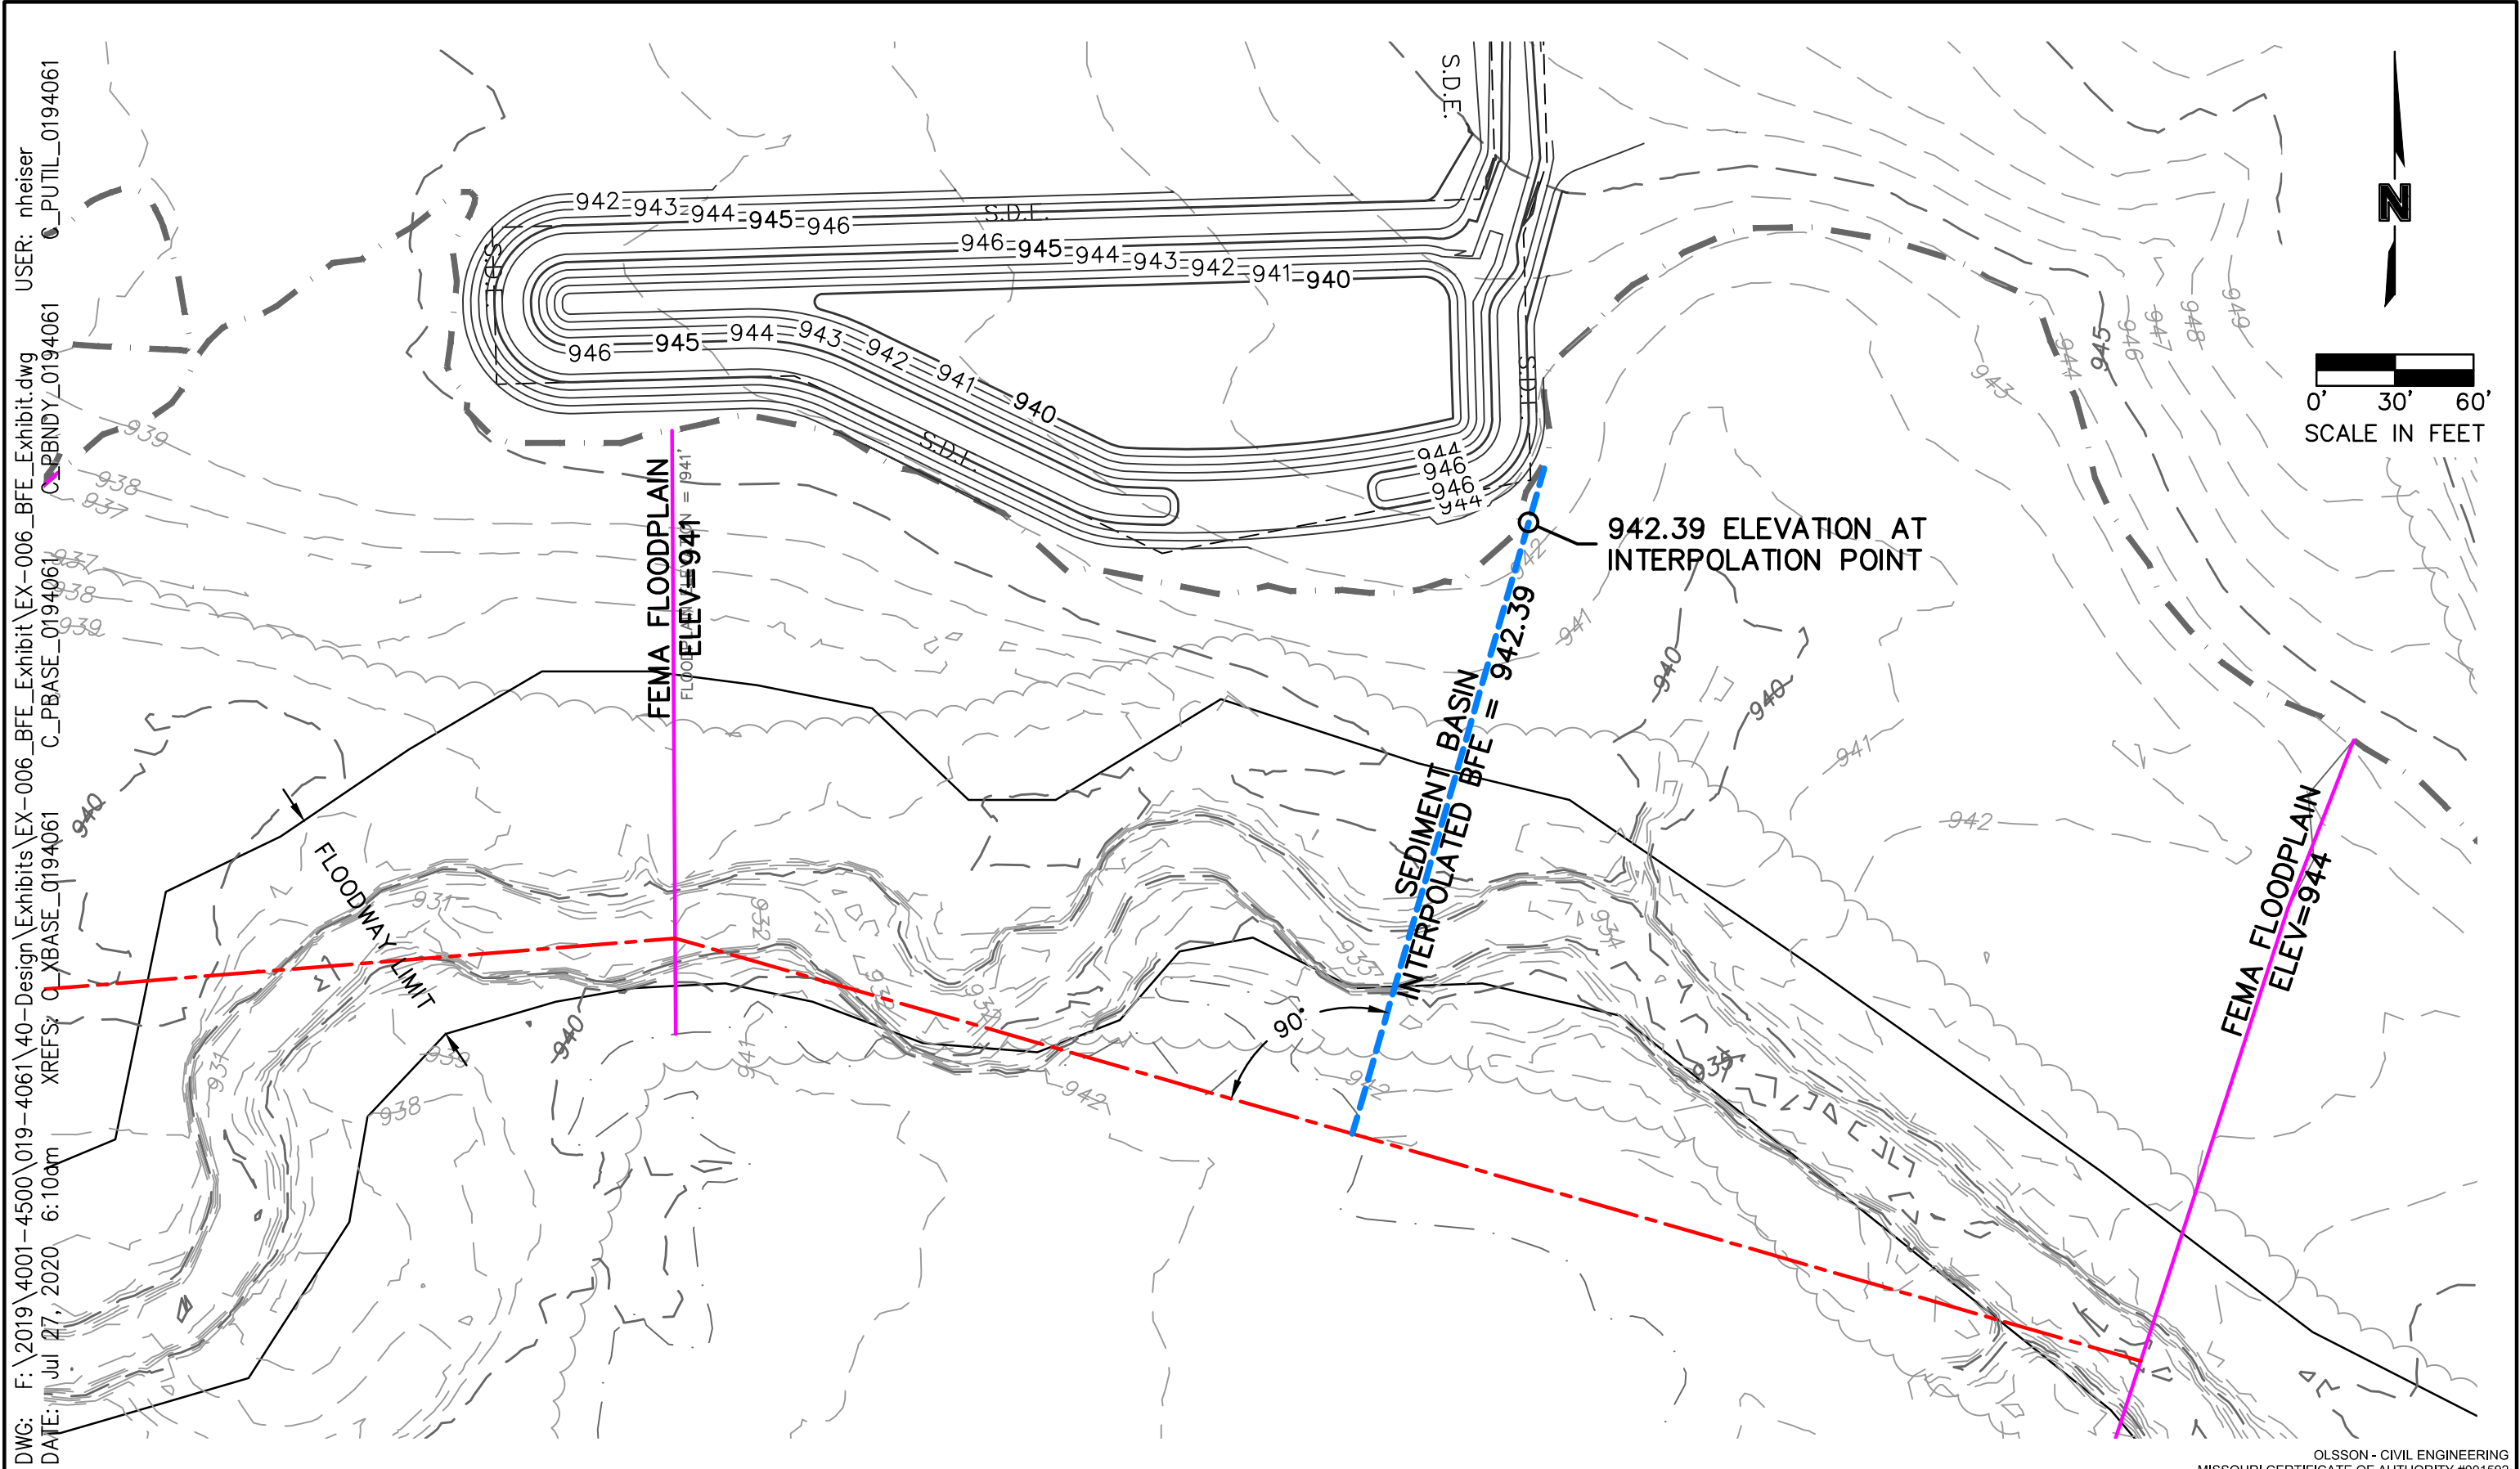 DWG: F:\2019\4001-4500\019-4061\40-Design\Exhibits\EX-006_BFE_Exhibit\EX-006_BFE_Exhibit.dwg USER: nheiser
DATE: Jul 27, 2020 6:10am XREFS: C_XBASE_0194061 C_PBASE_0194061 C_PBNDY_0194061 C_PUTIL_0194061
S.D.E.
N
942 943 944 945 946
S.D.E.
946 945 944 943 942 941 940
S.D.E.
946 945 944 943 942 941 940
S.D.E.
S.D.E.
944
946
946
944
944
945
946
947
948
949
943
0' 30' 60'
SCALE IN FEET
939
938
937
937
938
939
FEMA FLOODPLAIN
ELEV=941
942.39 ELEVATION AT
INTERPOLATION POINT
942
941
940
940
941
942
SEDIMENT BASIN
INTERPOLATED BFE = 942.39
FEMA FLOODPLAIN
ELEV=944
940
FLOODWAY LIMIT
931
932
933
934
935
90°
940
939
938
931
941
942
942
OLSSON - CIVIL ENGINEERING